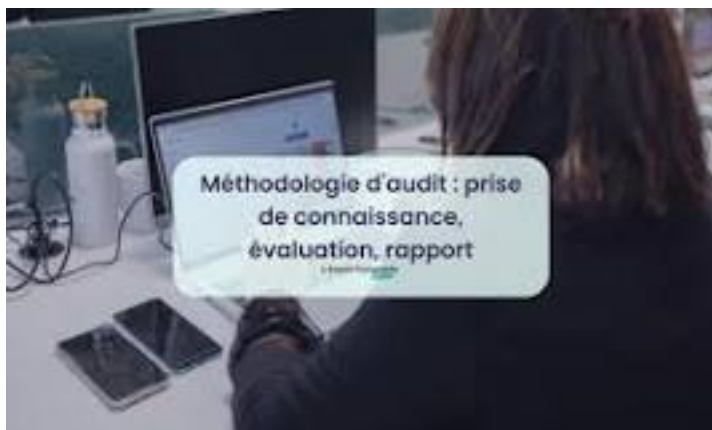 Méthodologie d'audit : prise
de connaissance,
évaluation, rapport